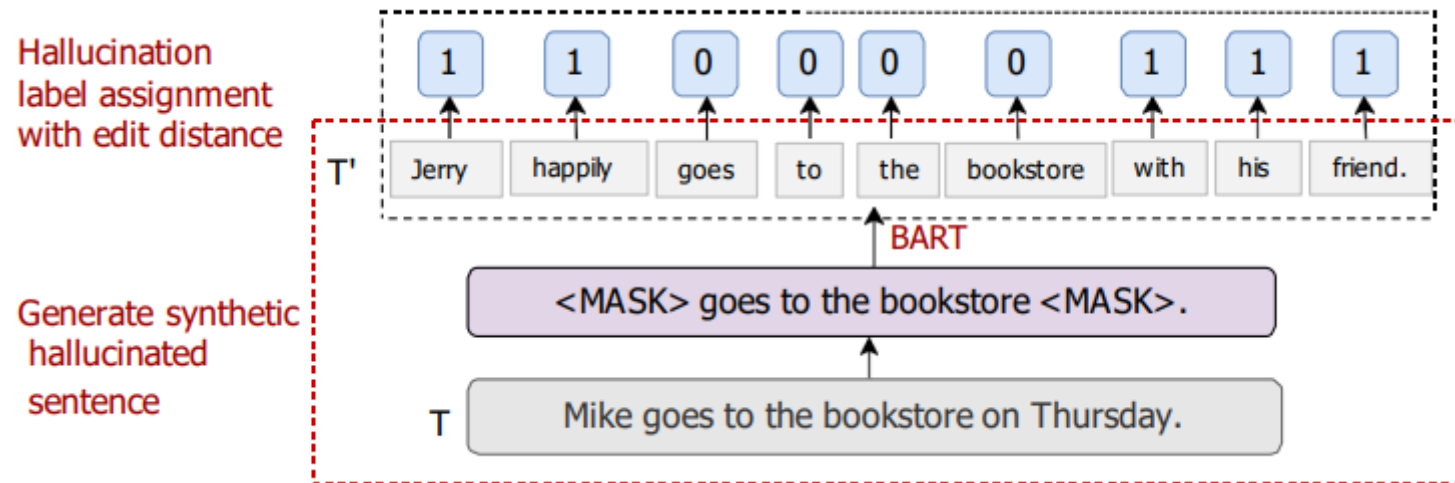 Hallucination
label assignment
with edit distance
1 1 0 0 0 0 1 1 1
T' Jerry happily goes to the bookstore with his friend.
BART
<MASK> goes to the bookstore <MASK>.
Generate synthetic
hallucinated
sentence
T Mike goes to the bookstore on Thursday.